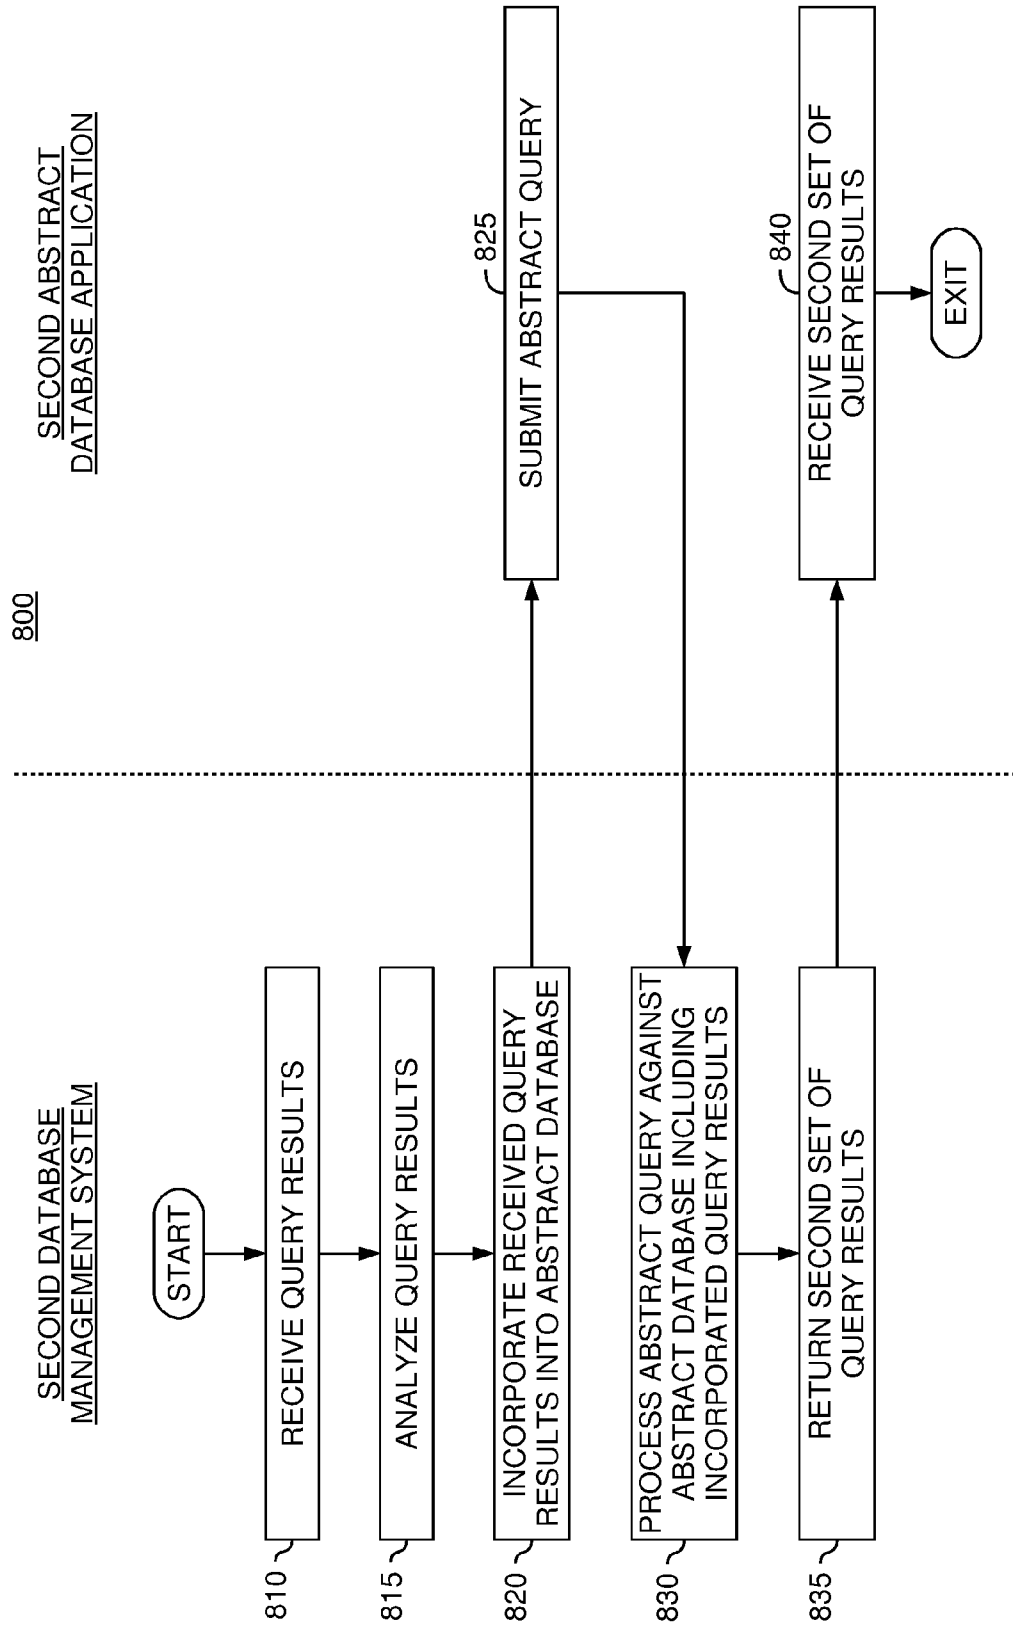 800
SECOND DATABASE
MANAGEMENT SYSTEM
SECOND ABSTRACT
DATABASE APPLICATION
START
810
RECEIVE QUERY RESULTS
815
ANALYZE QUERY RESULTS
820
INCORPORATE RECEIVED QUERY
RESULTS INTO ABSTRACT DATABASE
825
SUBMIT ABSTRACT QUERY
830
PROCESS ABSTRACT QUERY AGAINST
ABSTRACT DATABASE INCLUDING
INCORPORATED QUERY RESULTS
835
RETURN SECOND SET OF
QUERY RESULTS
840
RECEIVE SECOND SET OF
QUERY RESULTS
EXIT